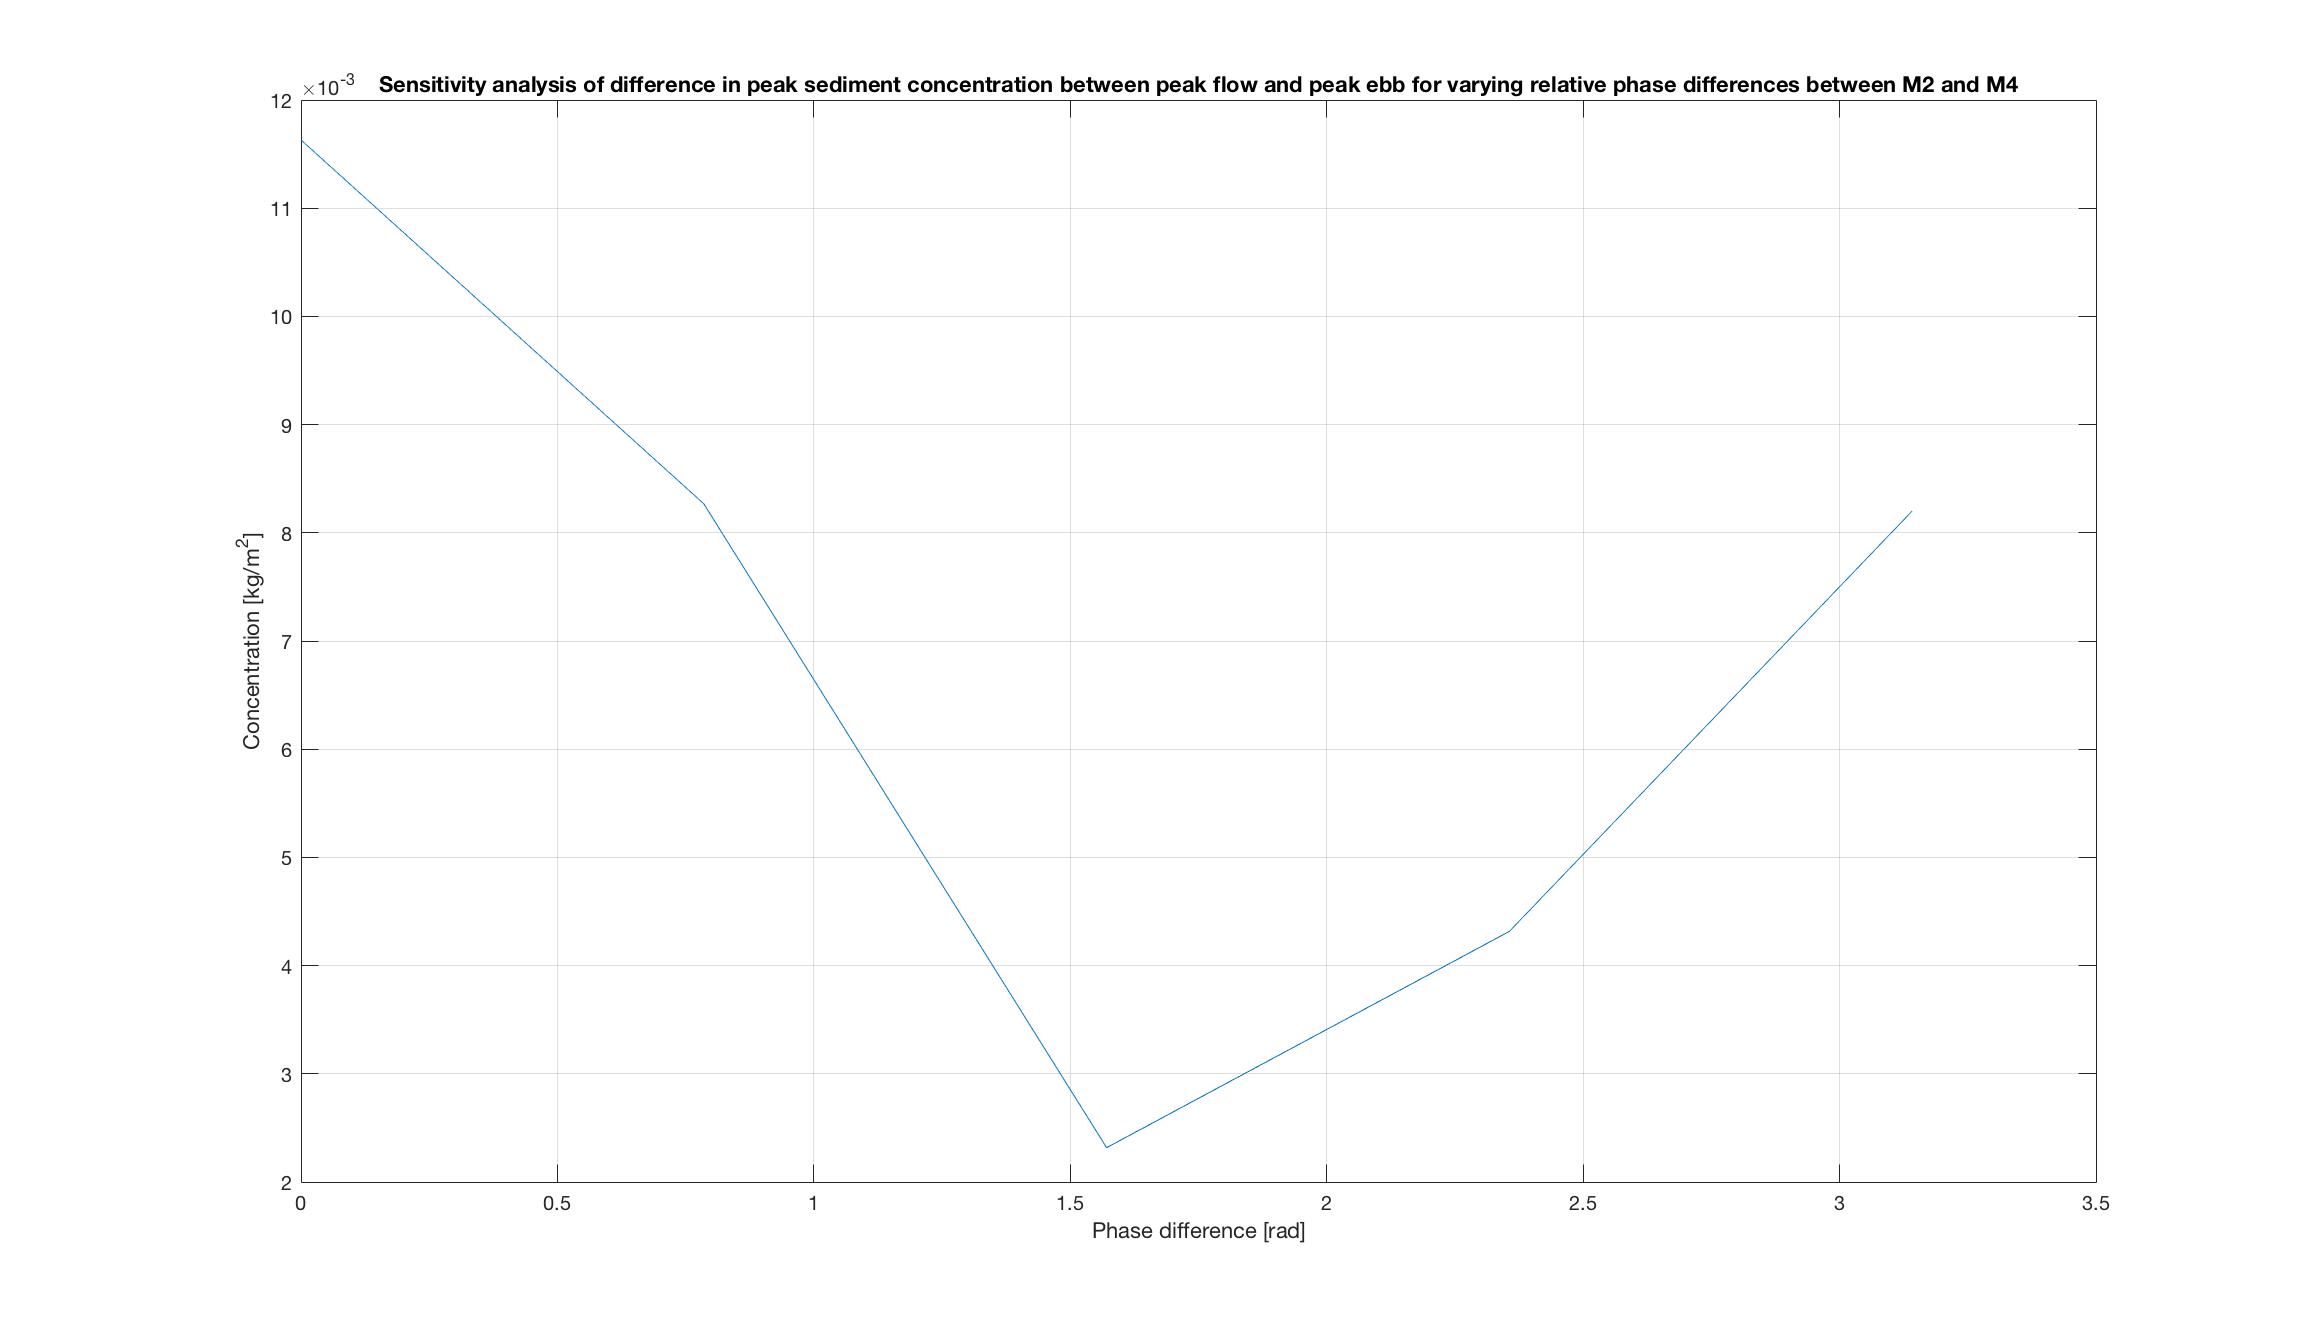 ×10-3 Sensitivity analysis of difference in peak sediment concentration between peak flow and peak ebb for varying relative phase differences between M2 and M4
12
11
10
9
8
7
6
5
4
3
2
Concentration [kg/m2]
0 0.5 1 1.5 2 2.5 3 3.5
Phase difference [rad]